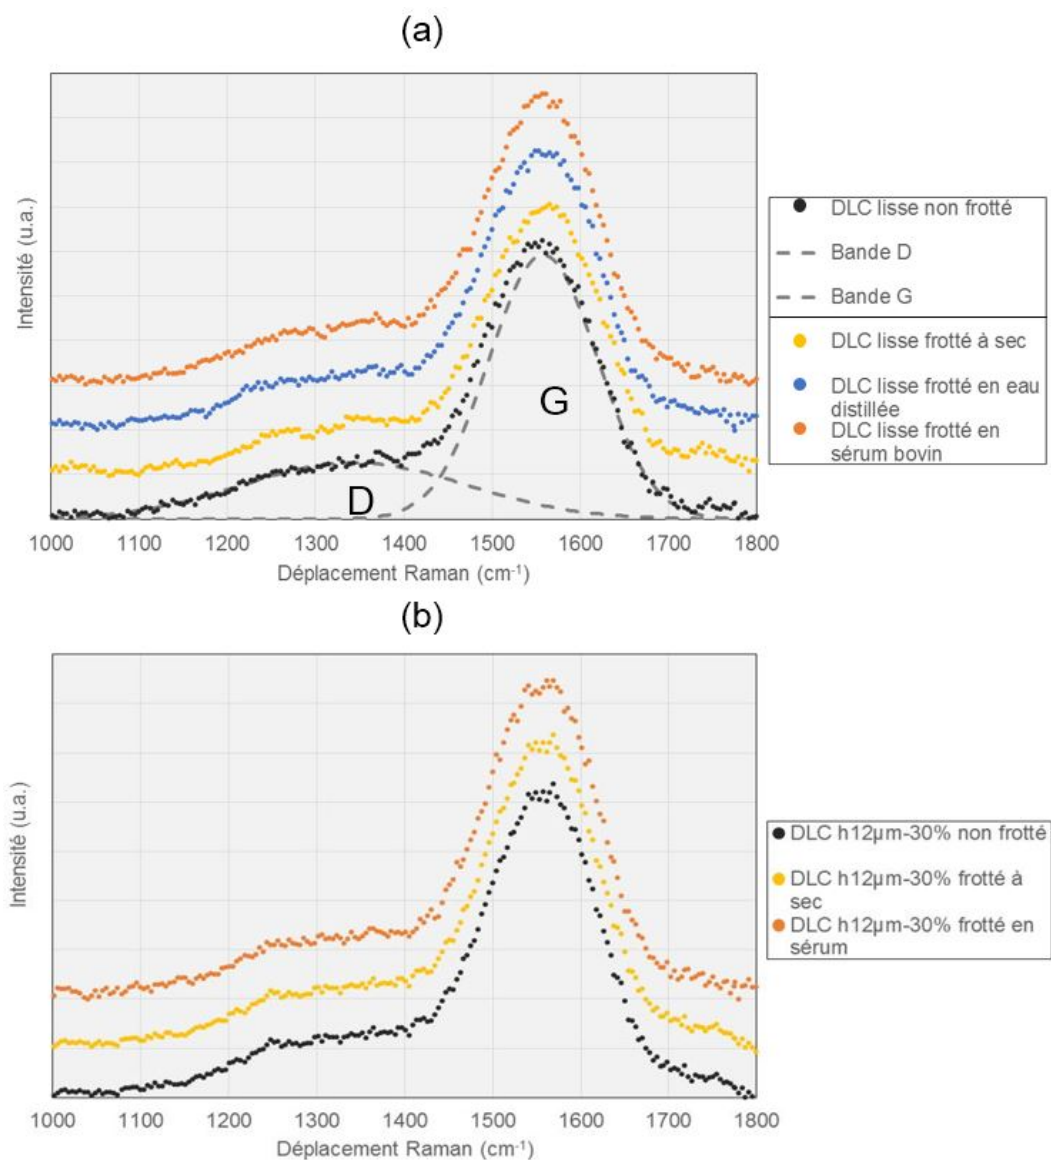 (a)
Intensité (u.a.)
G
D
1000 1100 1200 1300 1400 1500 1600 1700 1800
Déplacement Raman (cm⁻¹)
DLC lisse non frotté
Bande D
Bande G
DLC lisse frotté à sec
DLC lisse frotté en eau
distillée
DLC lisse frotté en
sérum bovin
(b)
Intensité (u.a.)
1000 1100 1200 1300 1400 1500 1600 1700 1800
Déplacement Raman (cm⁻¹)
DLC h12µm-30% non frotté
DLC h12µm-30% frotté à
sec
DLC h12µm-30% frotté en
sérum